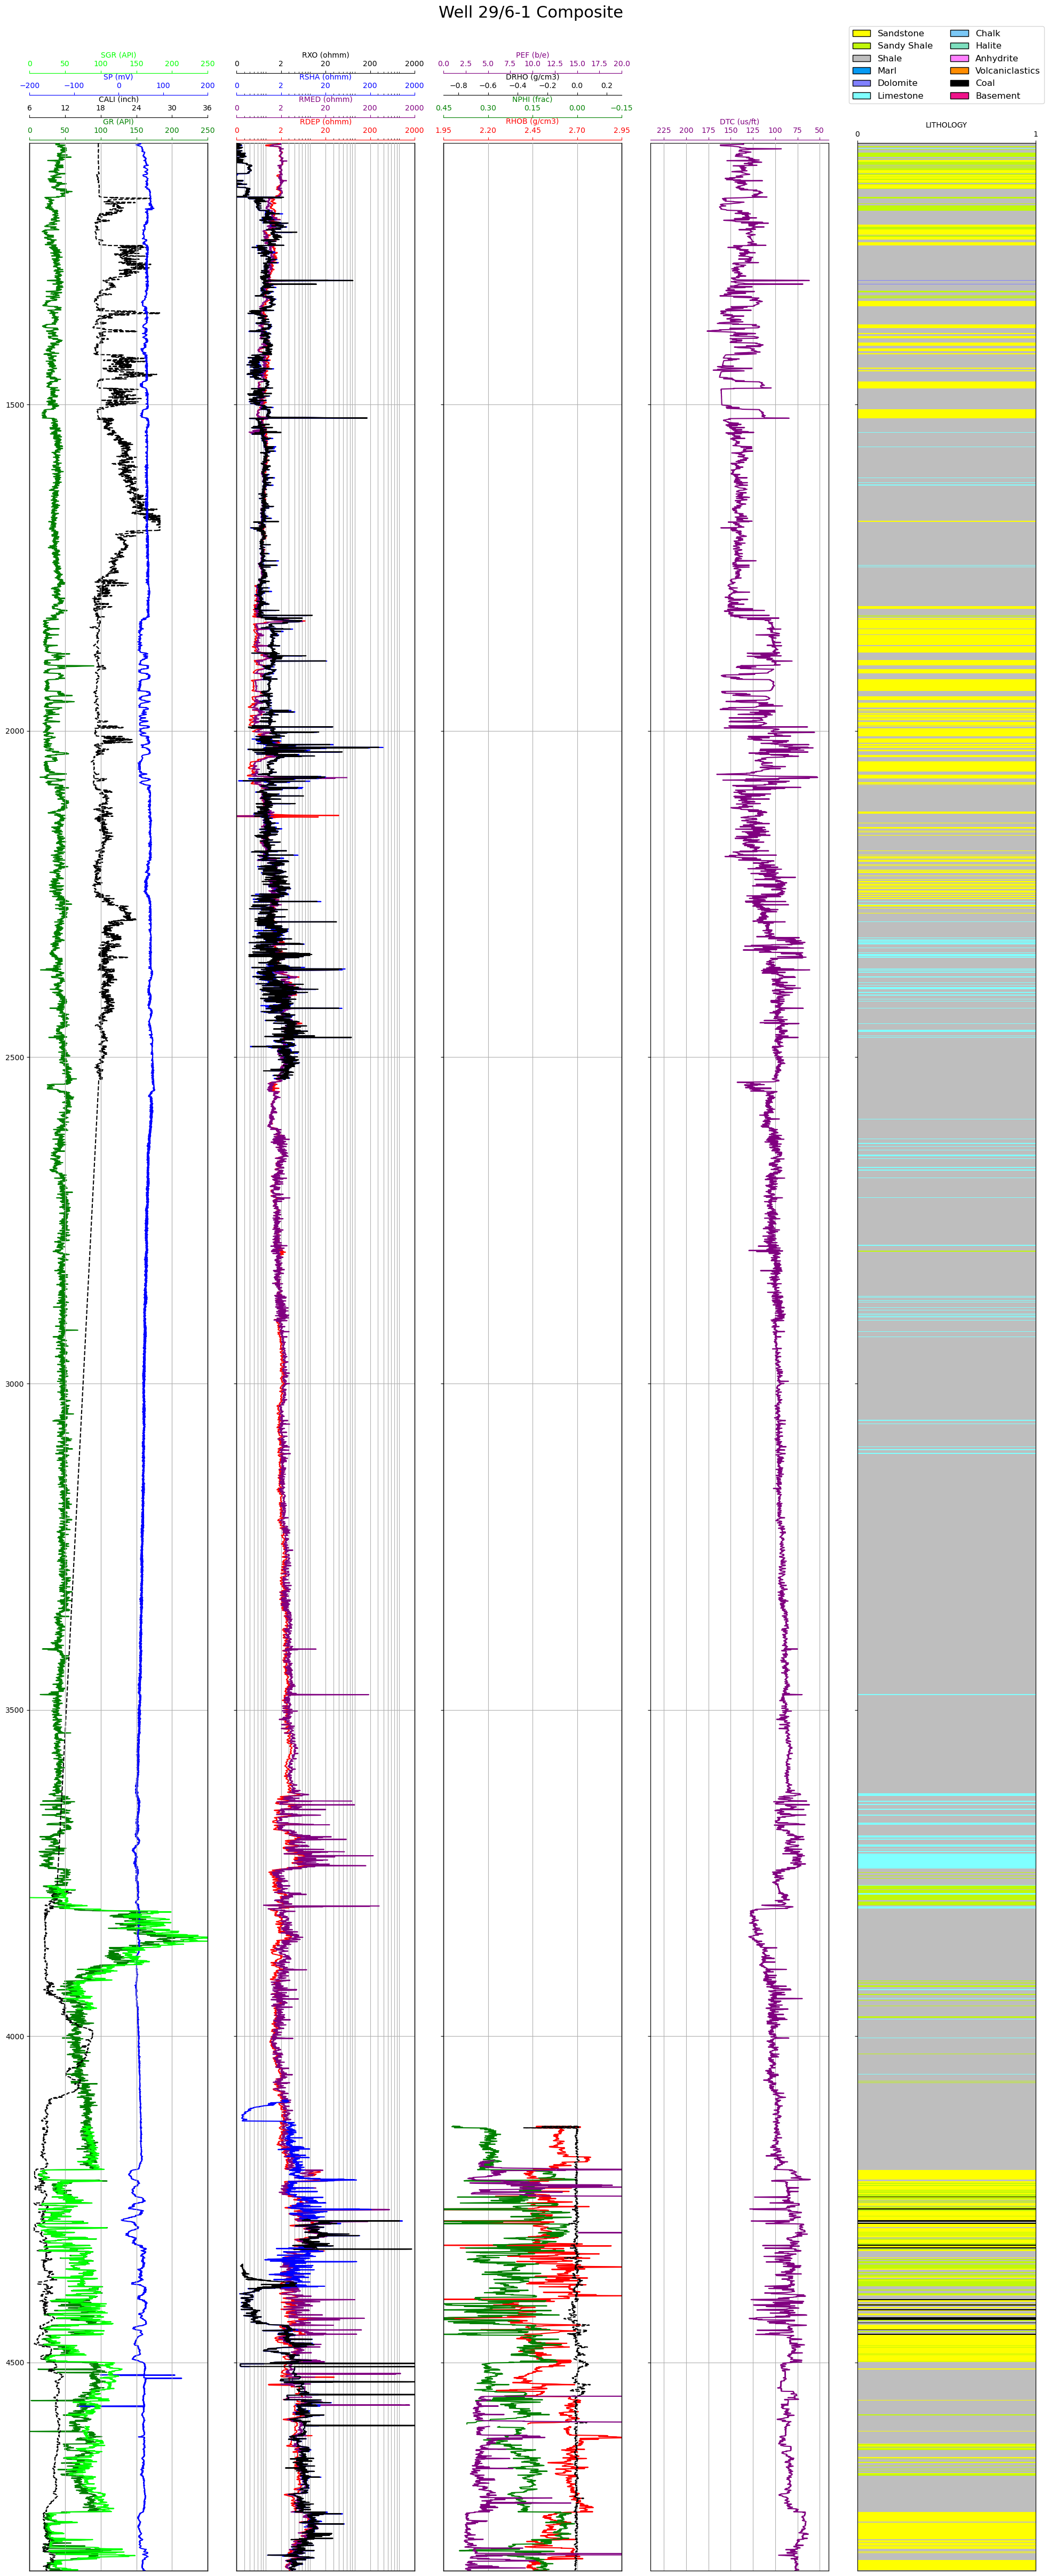 Well 29/6-1 Composite
Sandstone Chalk
Sandy Shale Halite
Shale Anhydrite
Marl Volcaniclastics
Dolomite Coal
Limestone Basement
SGR (API) RXO (ohmm) PEF (b/e)
0 50 100 150 200 250 0 2 20 200 2000 0.0 2.5 5.0 7.5 10.0 12.5 15.0 17.5 20.0
SP (mV) RSHA (ohmm) DRHO (g/cm3)
−200 −100 0 100 200 0 2 20 200 2000 −0.8 −0.6 −0.4 −0.2 0.0 0.2
CALI (inch) RMED (ohmm) NPHI (frac)
6 12 18 24 30 36 0 2 20 200 2000 0.45 0.30 0.15 0.00 −0.15
GR (API) RDEP (ohmm) RHOB (g/cm3) DTC (us/ft) LITHOLOGY
0 50 100 150 200 250 0 2 20 200 2000 1.95 2.20 2.45 2.70 2.95 225 200 175 150 125 100 75 50 0 1
1500
2000
2500
3000
3500
4000
4500